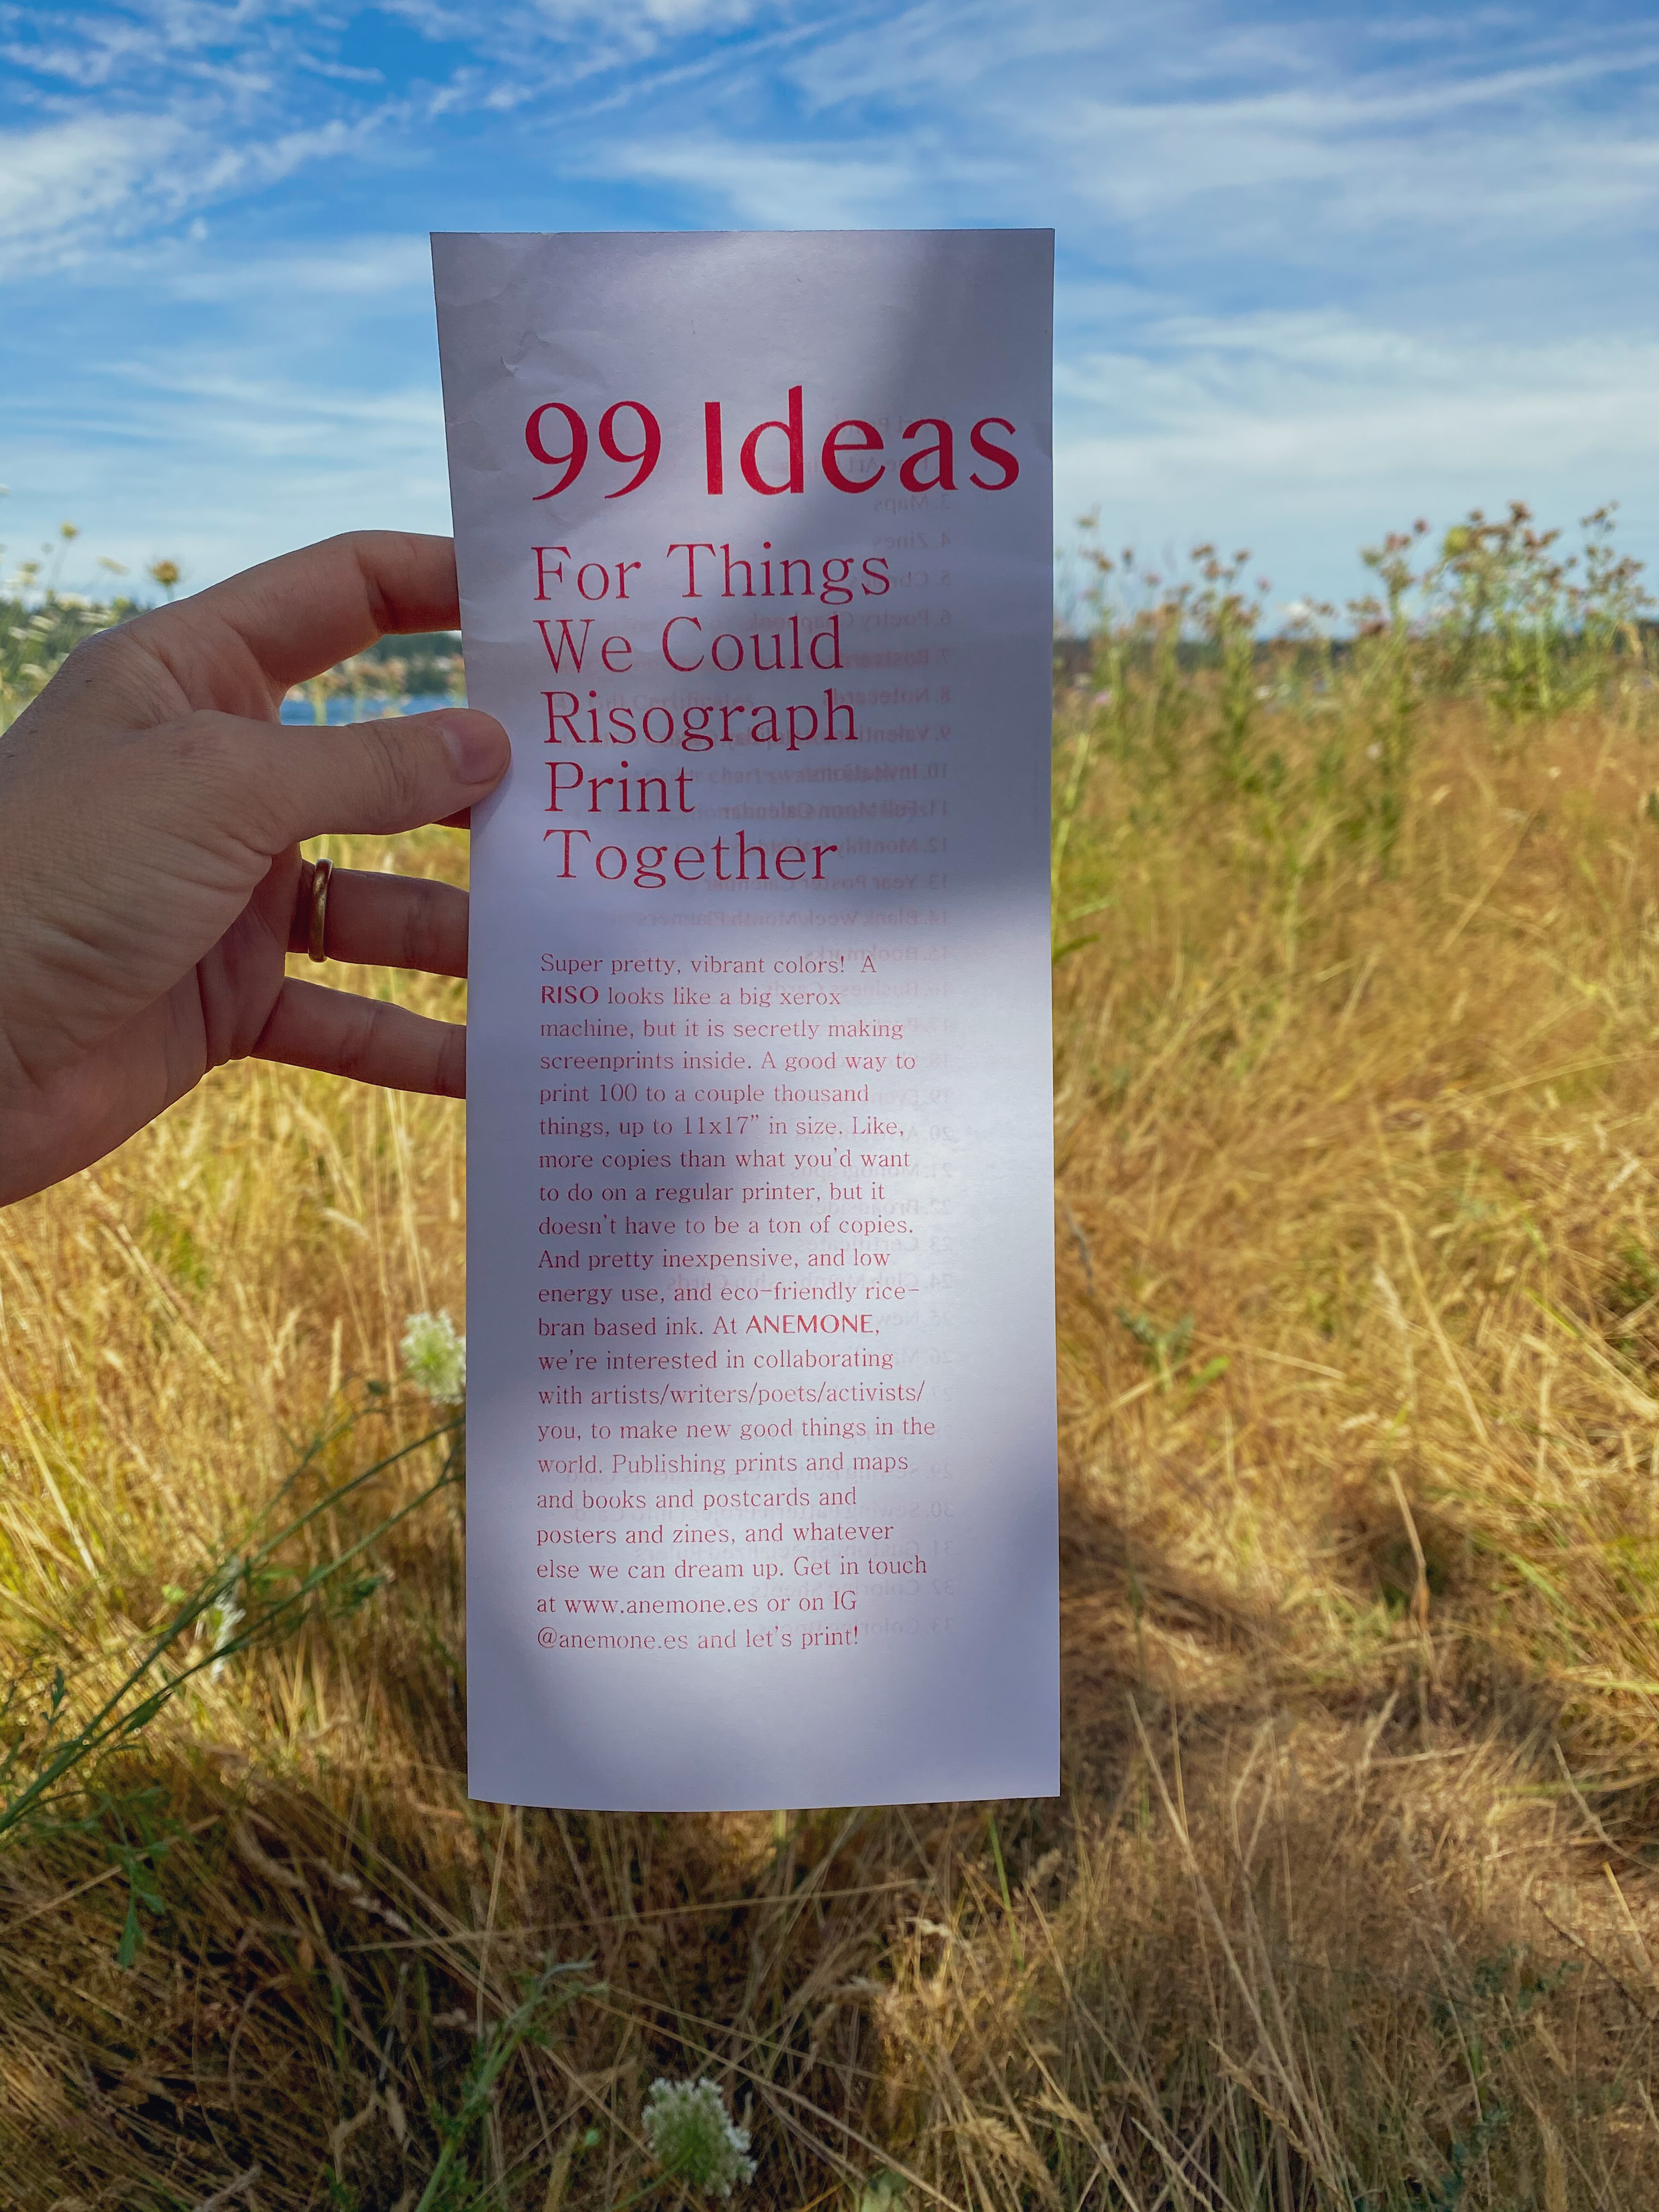 99 Ideas
For Things
We Could
Risograph
Print
Together
Super pretty, vibrant colors! A
RISO looks like a big xerox
machine, but it is secretly making
screenprints inside. A good way to
print 100 to a couple thousand
things, up to 11x17” in size. Like,
more copies than what you'd want
to do on a regular printer, but it
doesn't have to be a ton of copies.
And pretty inexpensive, and low
energy use, and eco-friendly rice-
bran based ink. At ANEMONE,
we're interested in collaborating
with artists/writers/poets/activists/
you, to make new good things in the
world. Publishing prints and maps
and books and postcards and
posters and zines, and whatever
else we can dream up. Get in touch
at www.anemone.es or on IG
@anemone.es and let's print!